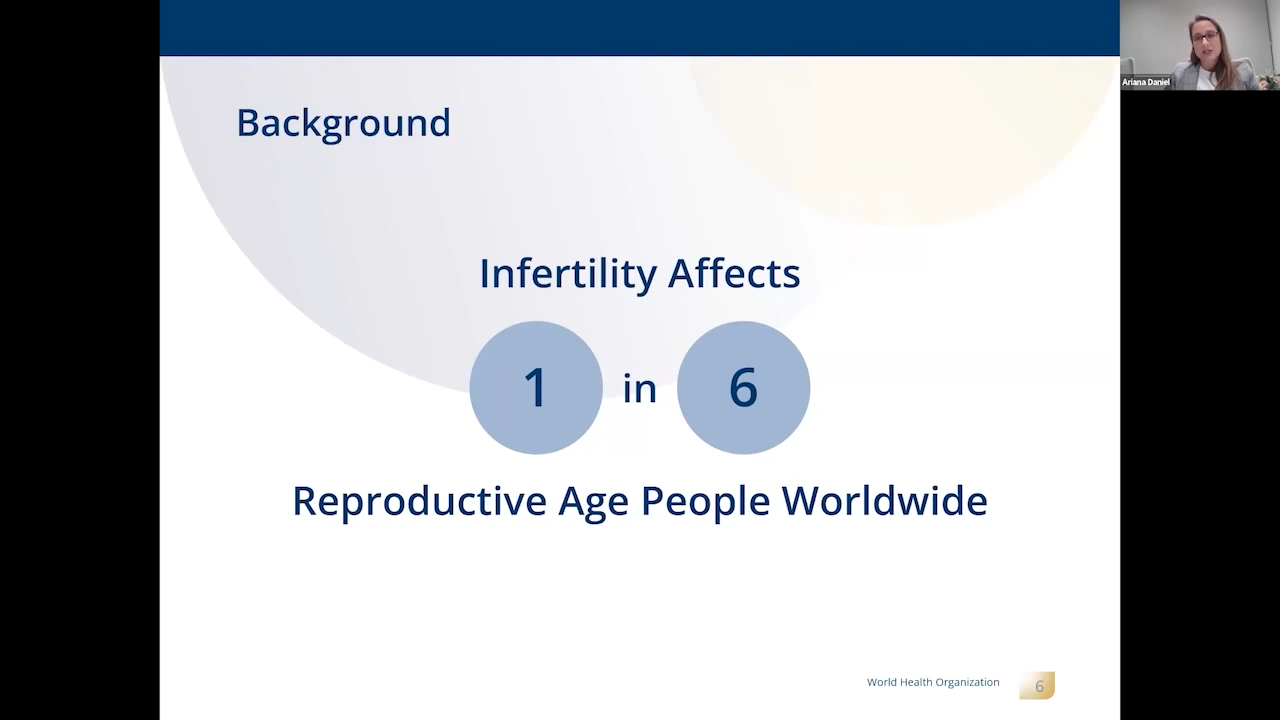 Ariana Daniel
Background
Infertility Affects
1 in 6
Reproductive Age People Worldwide
World Health Organization
6